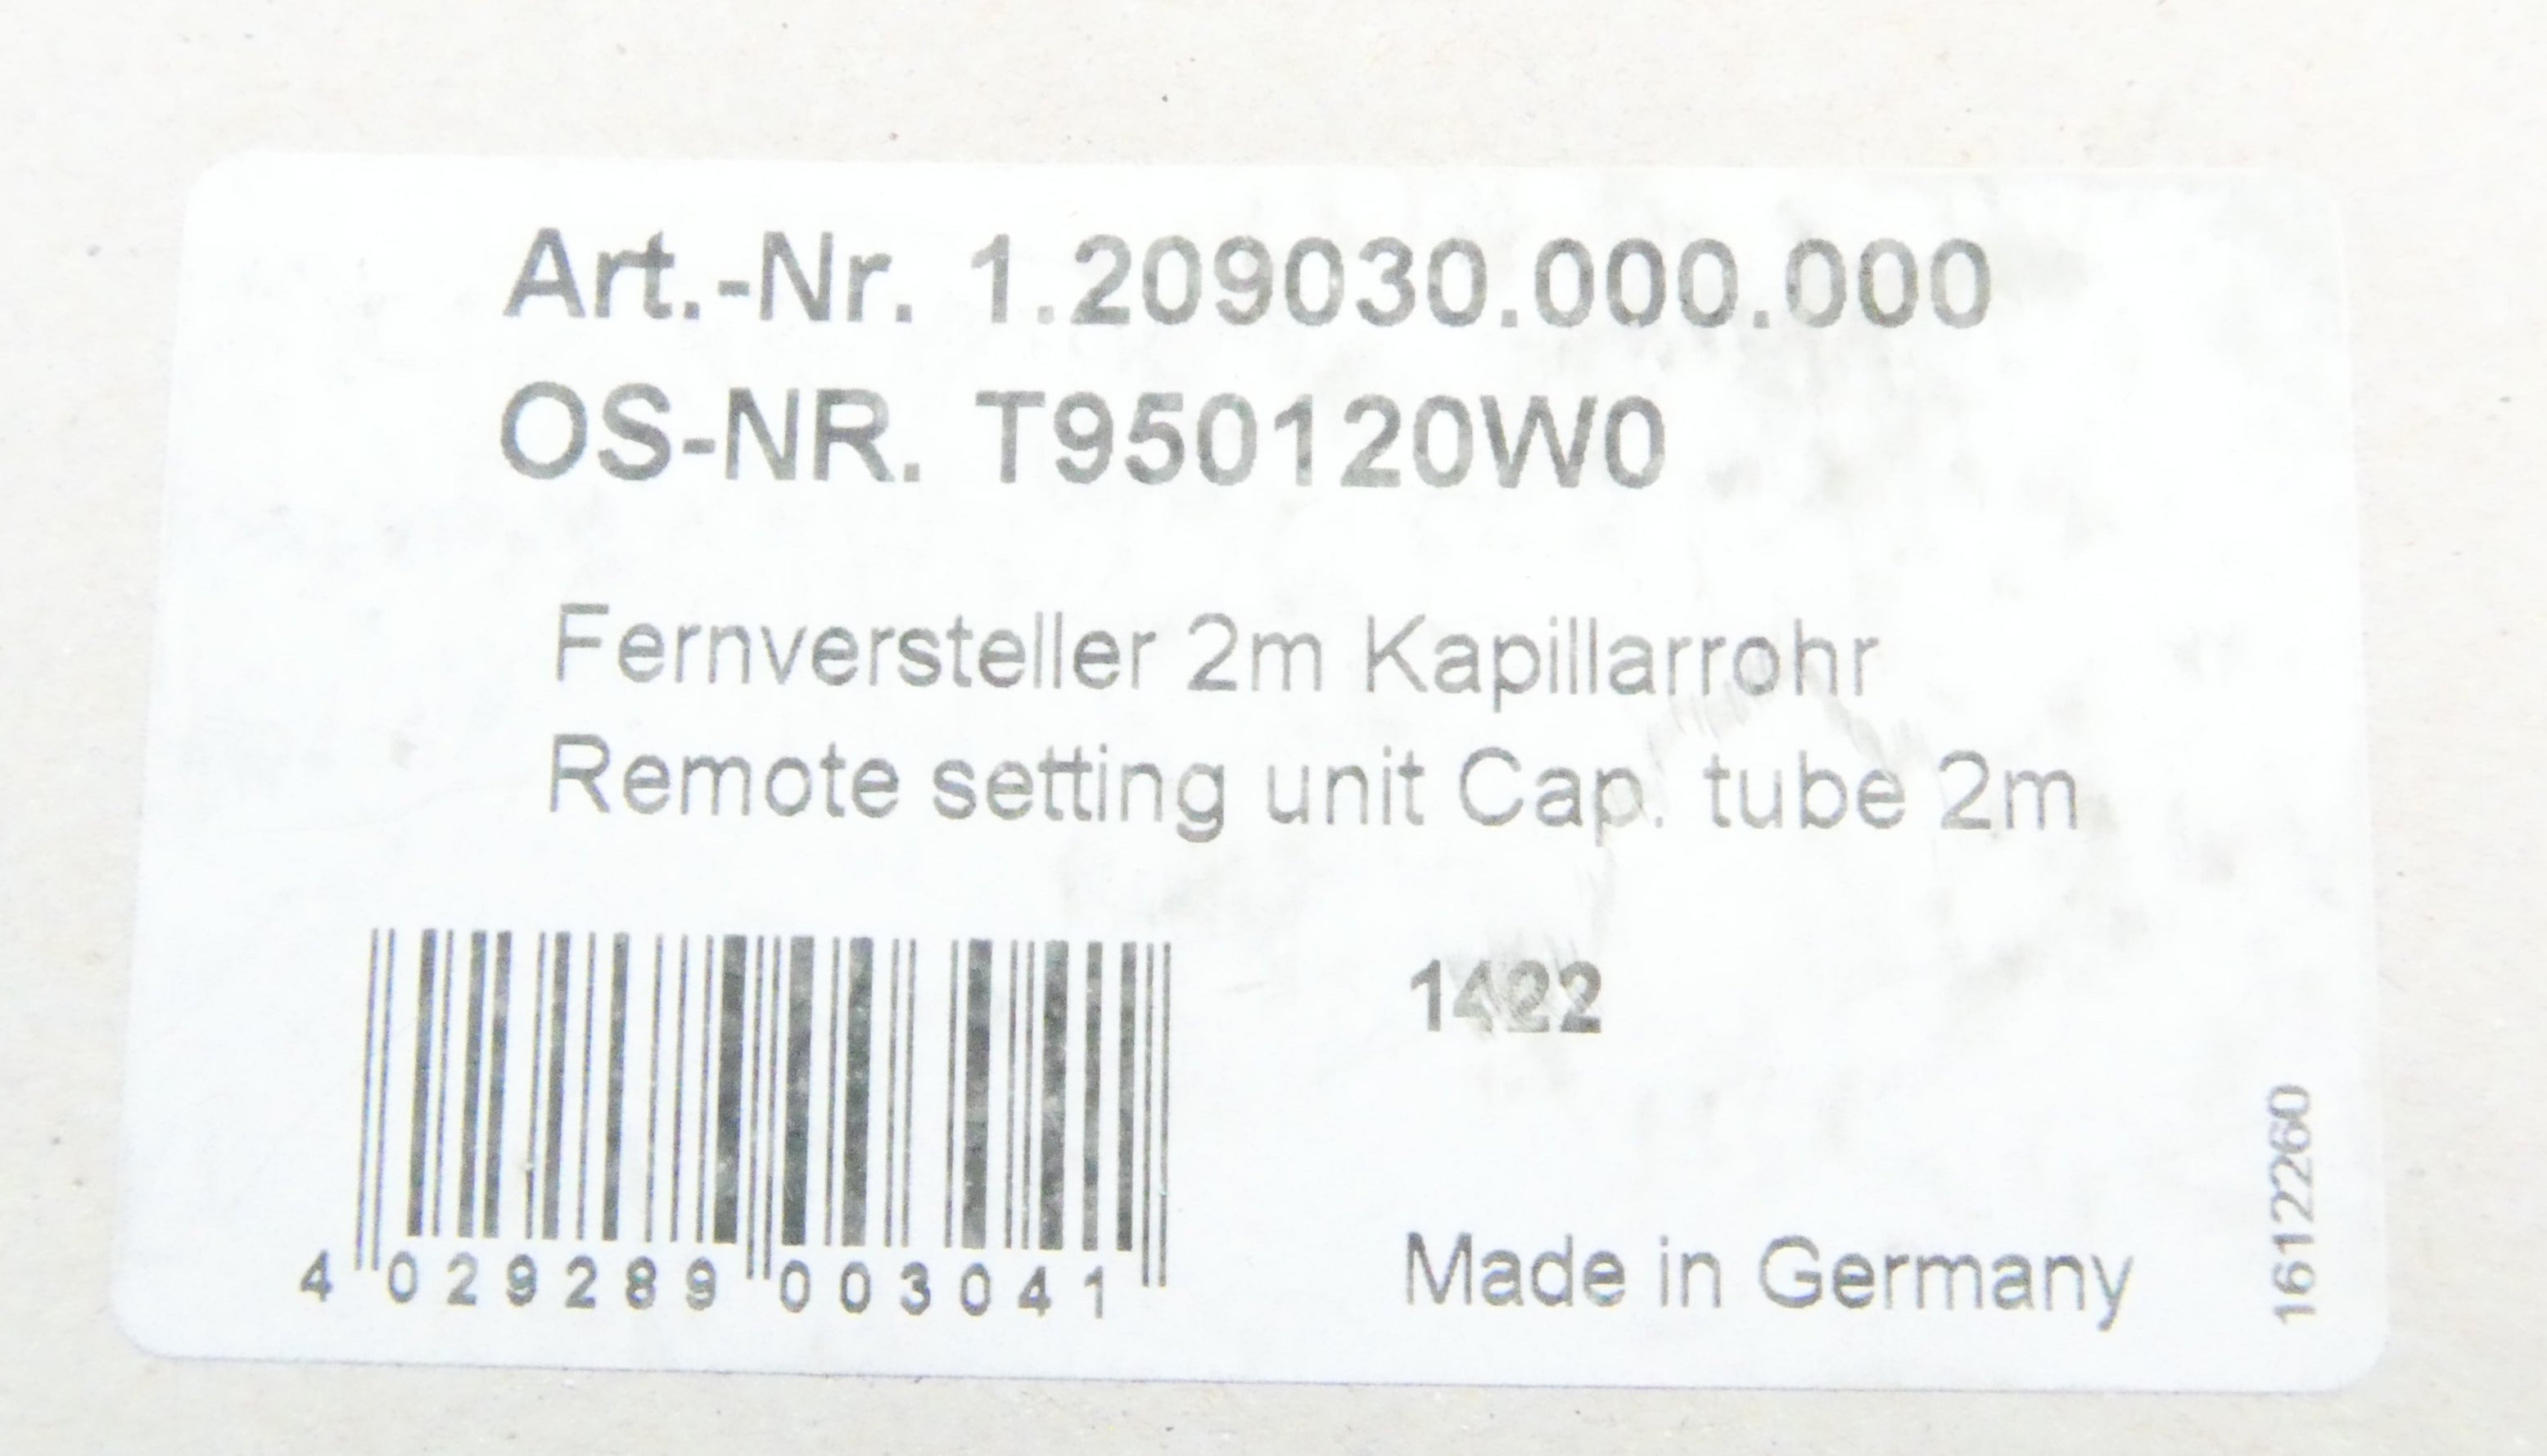 Art.-Nr. 1.209030.000.000
OS-NR. T950120W0
Fernversteller 2m Kapillarrohr
Remote setting unit Cap. tube 2m
1422
4 029289 003041
Made in Germany
16122260